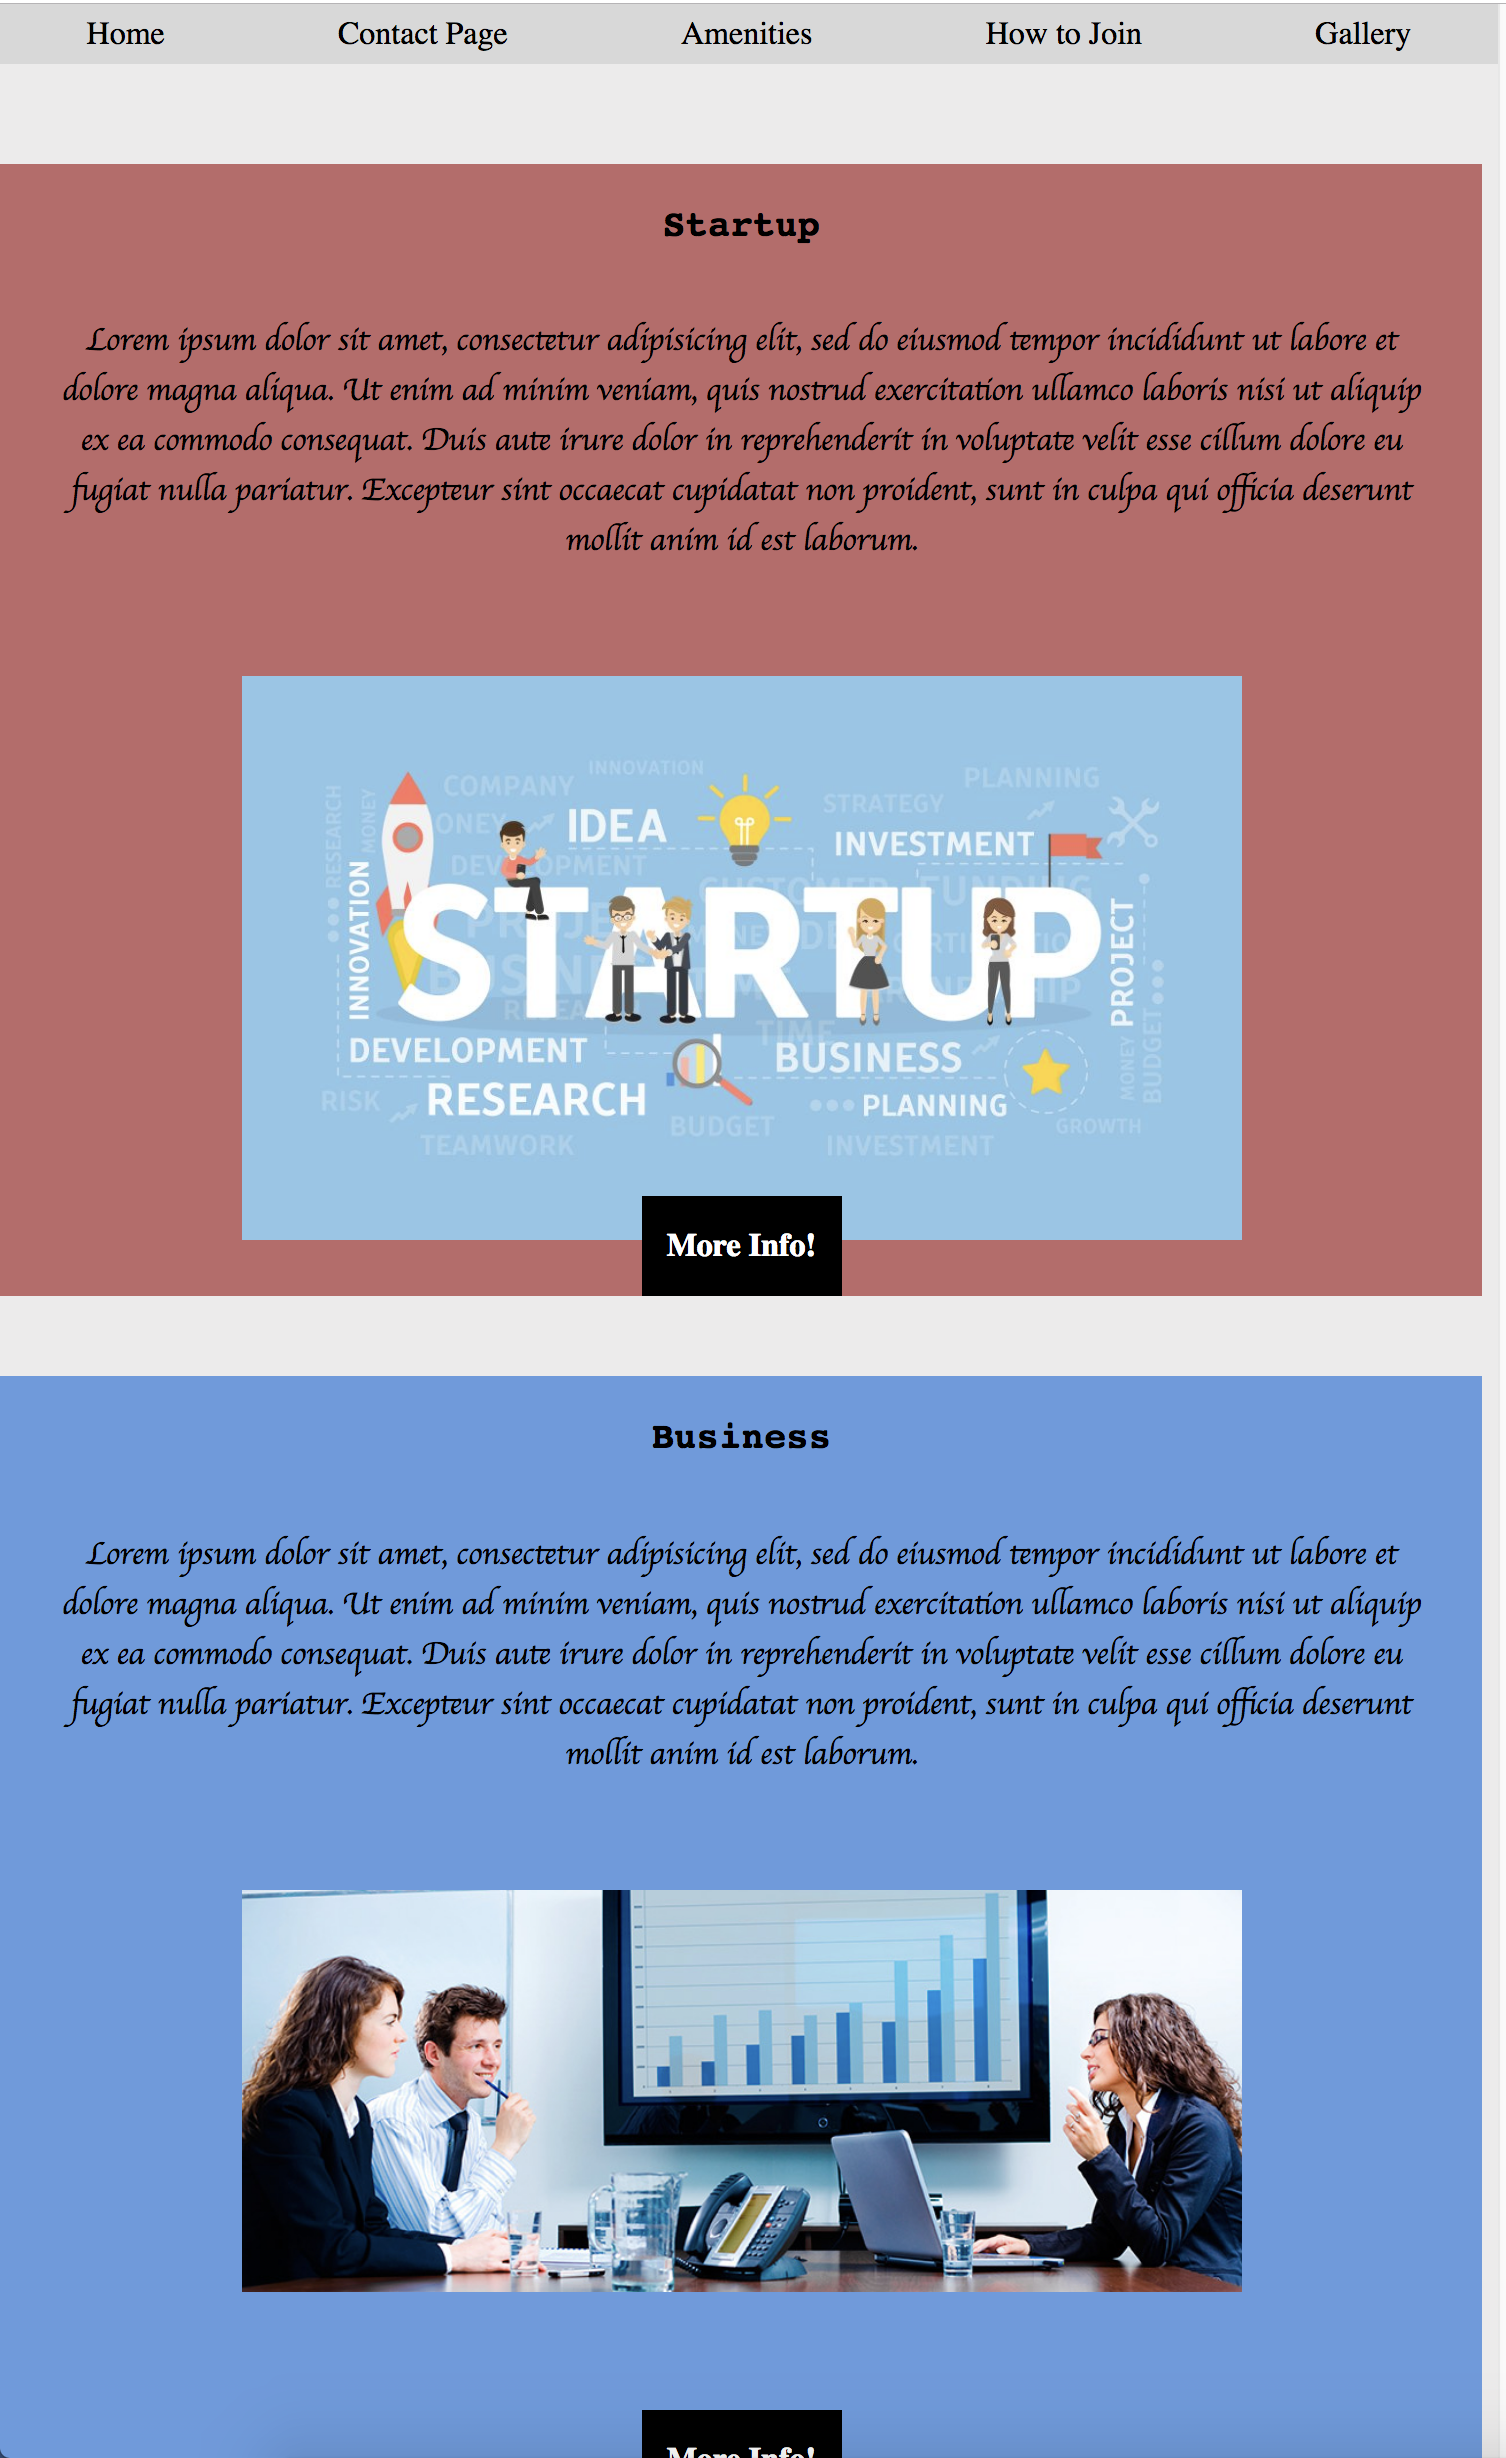 Home Contact Page Amenities How to Join Gallery
Startup
Lorem ipsum dolor sit amet, consectetur adipisicing elit, sed do eiusmod tempor incididunt ut labore et
dolore magna aliqua. Ut enim ad minim veniam, quis nostrud exercitation ullamco laboris nisi ut aliquip
ex ea commodo consequat. Duis aute irure dolor in reprehenderit in voluptate velit esse cillum dolore eu
fugiat nulla pariatur. Excepteur sint occaecat cupidatat non proident, sunt in culpa qui officia deserunt
mollit anim id est laborum.
INNOVATION
COMPANY
PLANNING
RESEARCH
MONEY
STRATEGY
ONEY
IDEA
INVESTMENT
DEVELOPMENT
CUSTOMER
FUNDING
INNOVATION
STARTUP
PROJECT
TIME
DEVELOPMENT
BUSINESS
MONEY
BUDGET
RISK
RESEARCH
PLANNING
BUDGET
GROWTH
TEAMWORK
INVESTMENT
More Info!
Business
Lorem ipsum dolor sit amet, consectetur adipisicing elit, sed do eiusmod tempor incididunt ut labore et
dolore magna aliqua. Ut enim ad minim veniam, quis nostrud exercitation ullamco laboris nisi ut aliquip
ex ea commodo consequat. Duis aute irure dolor in reprehenderit in voluptate velit esse cillum dolore eu
fugiat nulla pariatur. Excepteur sint occaecat cupidatat non proident, sunt in culpa qui officia deserunt
mollit anim id est laborum.
More Info!